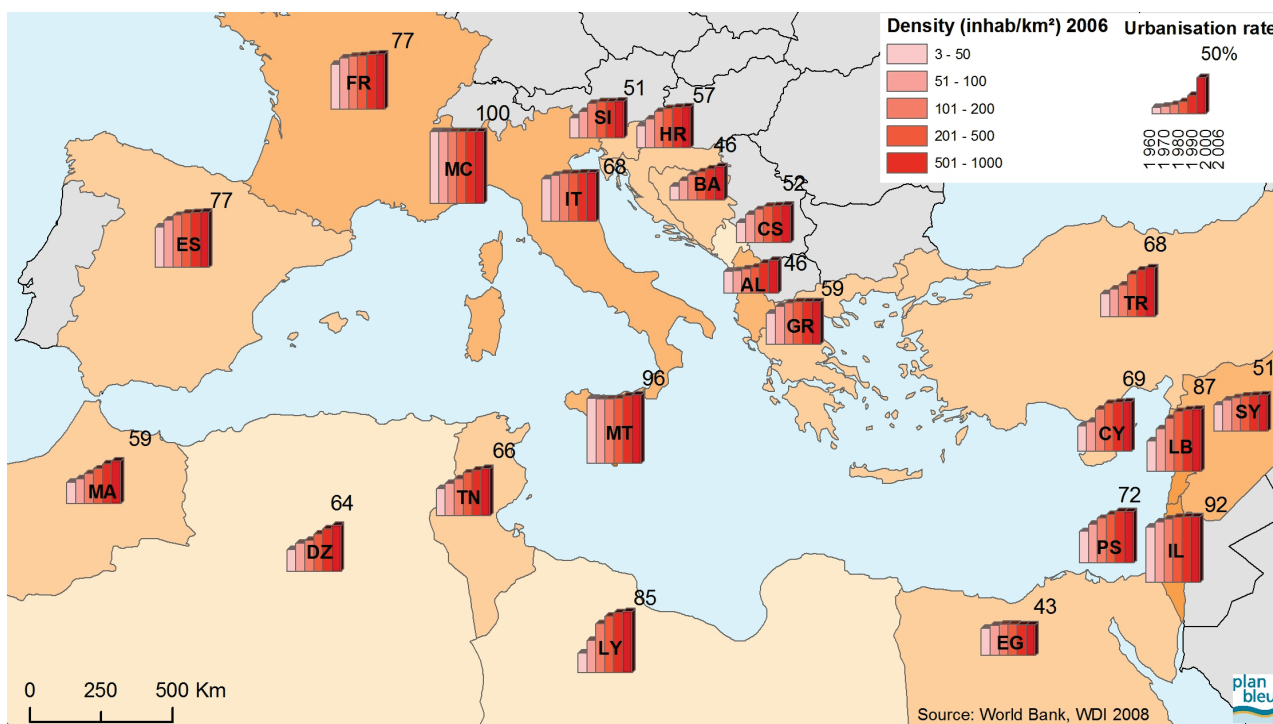 Density (inhab/km²) 2006
3 - 50
51 - 100
101 - 200
201 - 500
501 - 1000
Urbanisation rate
50%
1960
1970
1980
1990
2000
2006
77
FR
100
MC
51
SI
57
HR
46
BA
68
IT
52
CS
77
ES
46
AL
59
GR
68
TR
96
MT
69
CY
87
LB
51
SY
59
MA
66
TN
64
DZ
72
PS
92
IL
85
LY
43
EG
0 250 500 Km
plan
bleu
Source: World Bank, WDI 2008